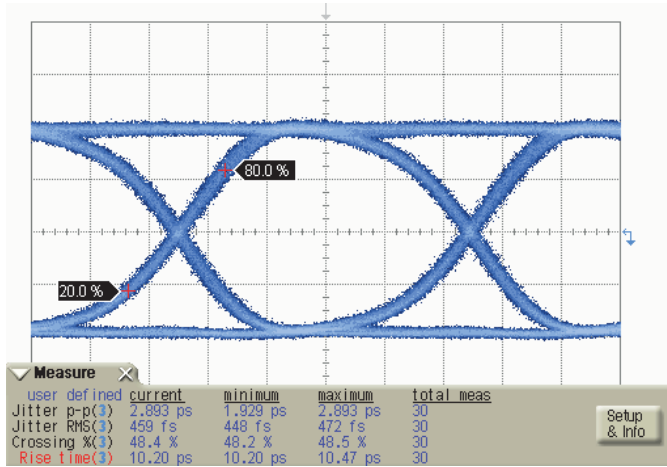 80.0 %
20.0 %
Measure
user defined current minimum maximum total meas
Jitter p-p(3) 2.893 ps 1.929 ps 2.893 ps 30
Jitter RMS(3) 459 fs 448 fs 472 fs 30
Crossing %(3) 48.4 % 48.2 % 48.5 % 30
Rise time(3) 10.20 ps 10.20 ps 10.47 ps 30
Setup
& Info